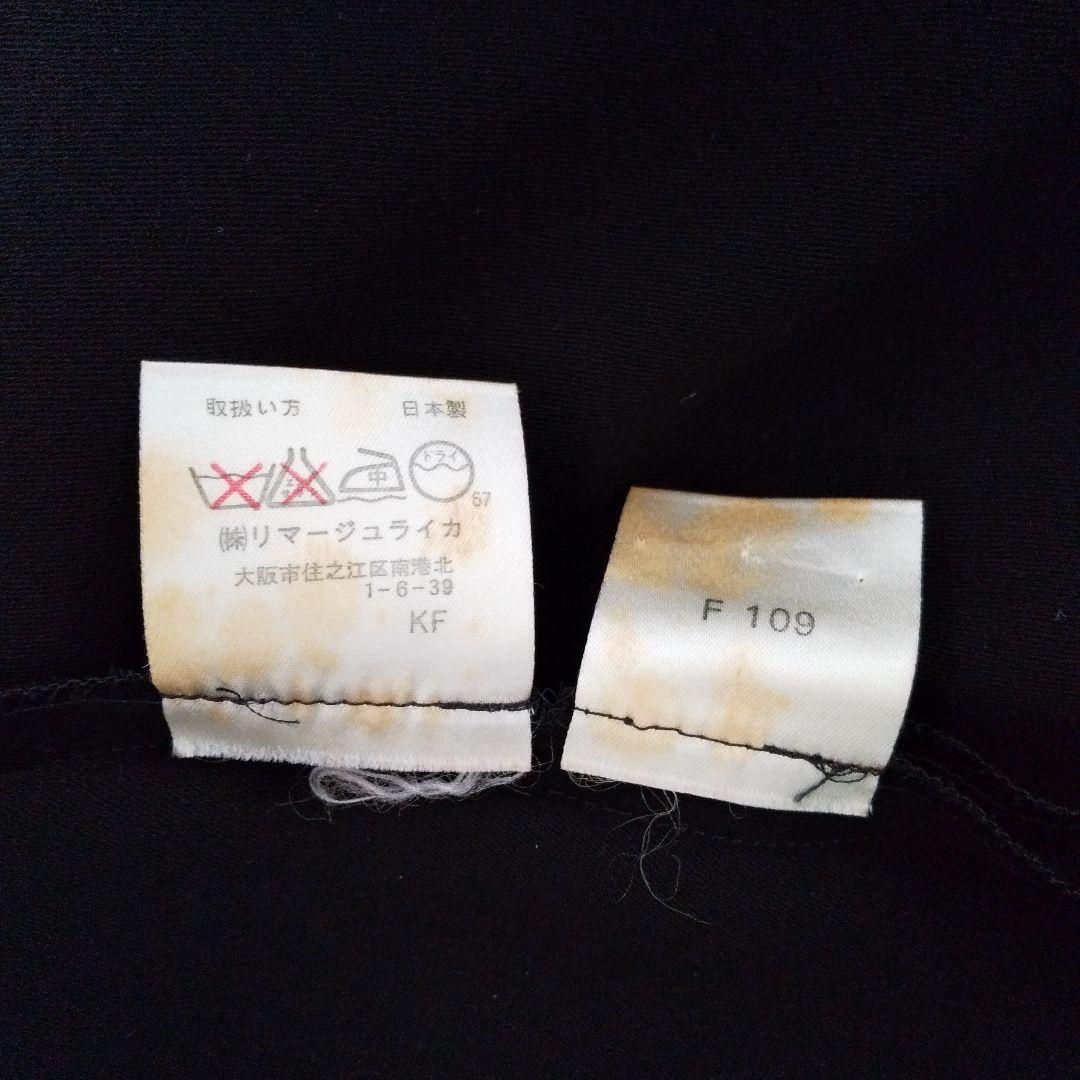 取扱い方 日本製
中 ドライ
67
㈱リマージュライカ
大阪市住之江区南港北
1-6-39
KF
F 109